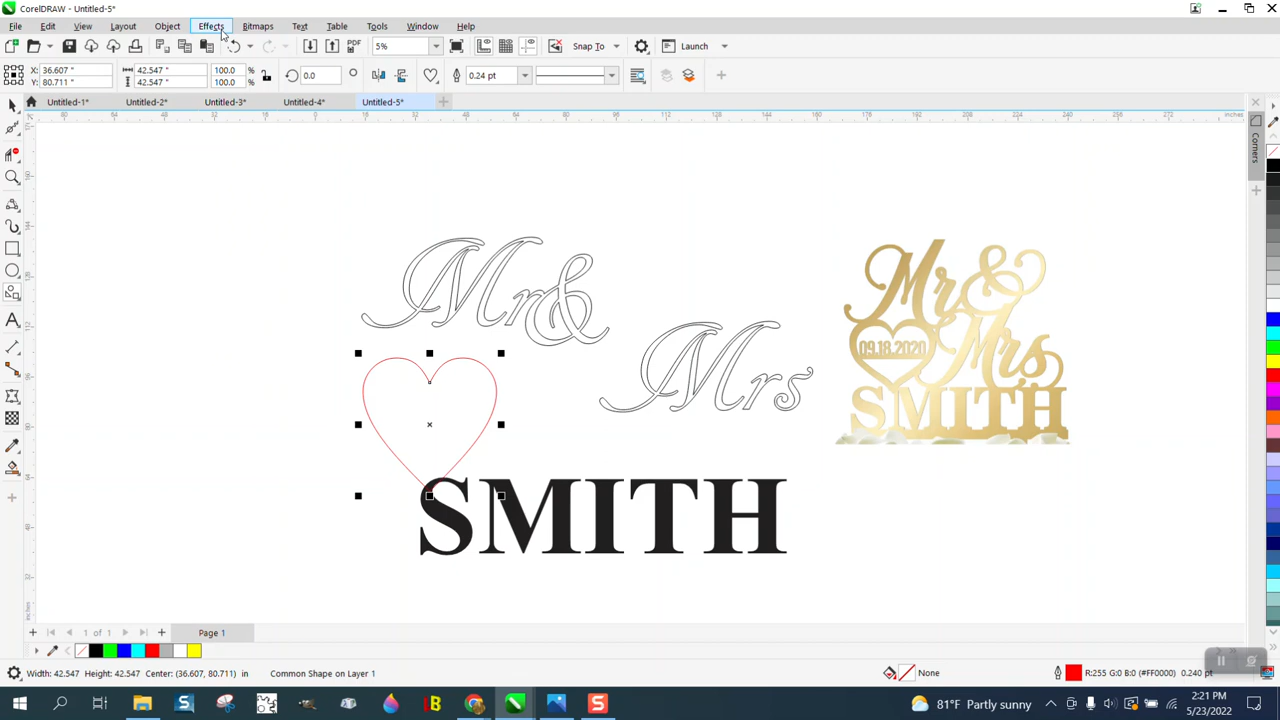 CorelDRAW - Untitled-5*
File Edit View Layout Object Effects Bitmaps Text Table Tools Window Help
PDF 5% Snap To Launch
X: 36.607 " 42.547 " 100.0 % 0.0 0.24 pt
Y: 80.711 " 42.547 " 100.0 %
Untitled-1* Untitled-2* Untitled-3* Untitled-4* Untitled-5*
inches
Corners
Mr&
Mrs
SMITH
Mr&
09.18.2020 Mrs
SMITH
inches
1 of 1 Page 1
Width: 42.547 Height: 42.547 Center: (36.607, 80.711) in Common Shape on Layer 1 None R:255 G:0 B:0 (#FF0000) 0.240 pt
81°F Partly sunny 2:21 PM
5/23/2022